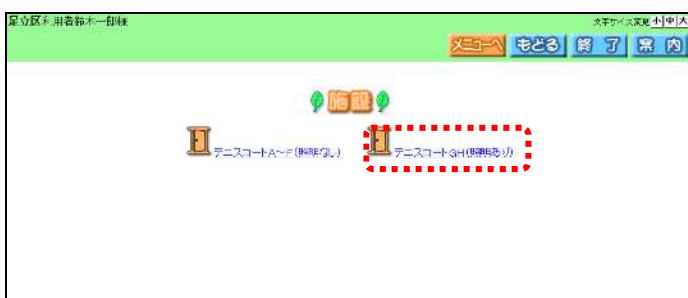 足立区利用者鈴木一郎様
文字サイズ変更 小 中 大
メニューへ もどる 終了 案内
施設
テニスコートA～F(照明なし) テニスコートGH(照明あり)